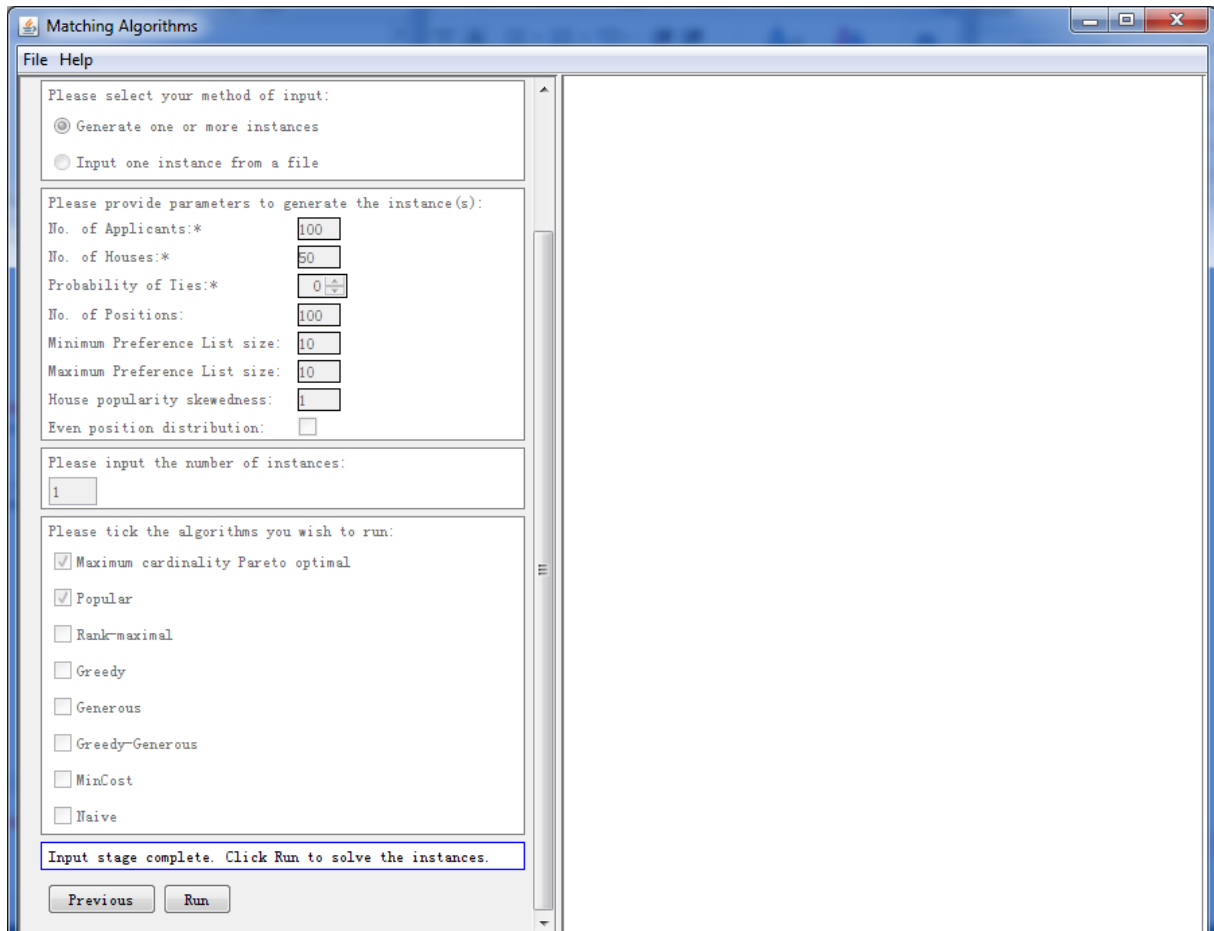 Matching Algorithms
File Help
Please select your method of input:
Generate one or more instances
Input one instance from a file
Please provide parameters to generate the instance(s):
No. of Applicants:* 100
No. of Houses:* 50
Probability of Ties:* 0
No. of Positions: 100
Minimum Preference List size: 10
Maximum Preference List size: 10
House popularity skewedness: 1
Even position distribution:
Please input the number of instances:
1
Please tick the algorithms you wish to run:
Maximum cardinality Pareto optimal
Popular
Rank-maximal
Greedy
Generous
Greedy-Generous
MinCost
Naive
Input stage complete. Click Run to solve the instances.
Previous Run